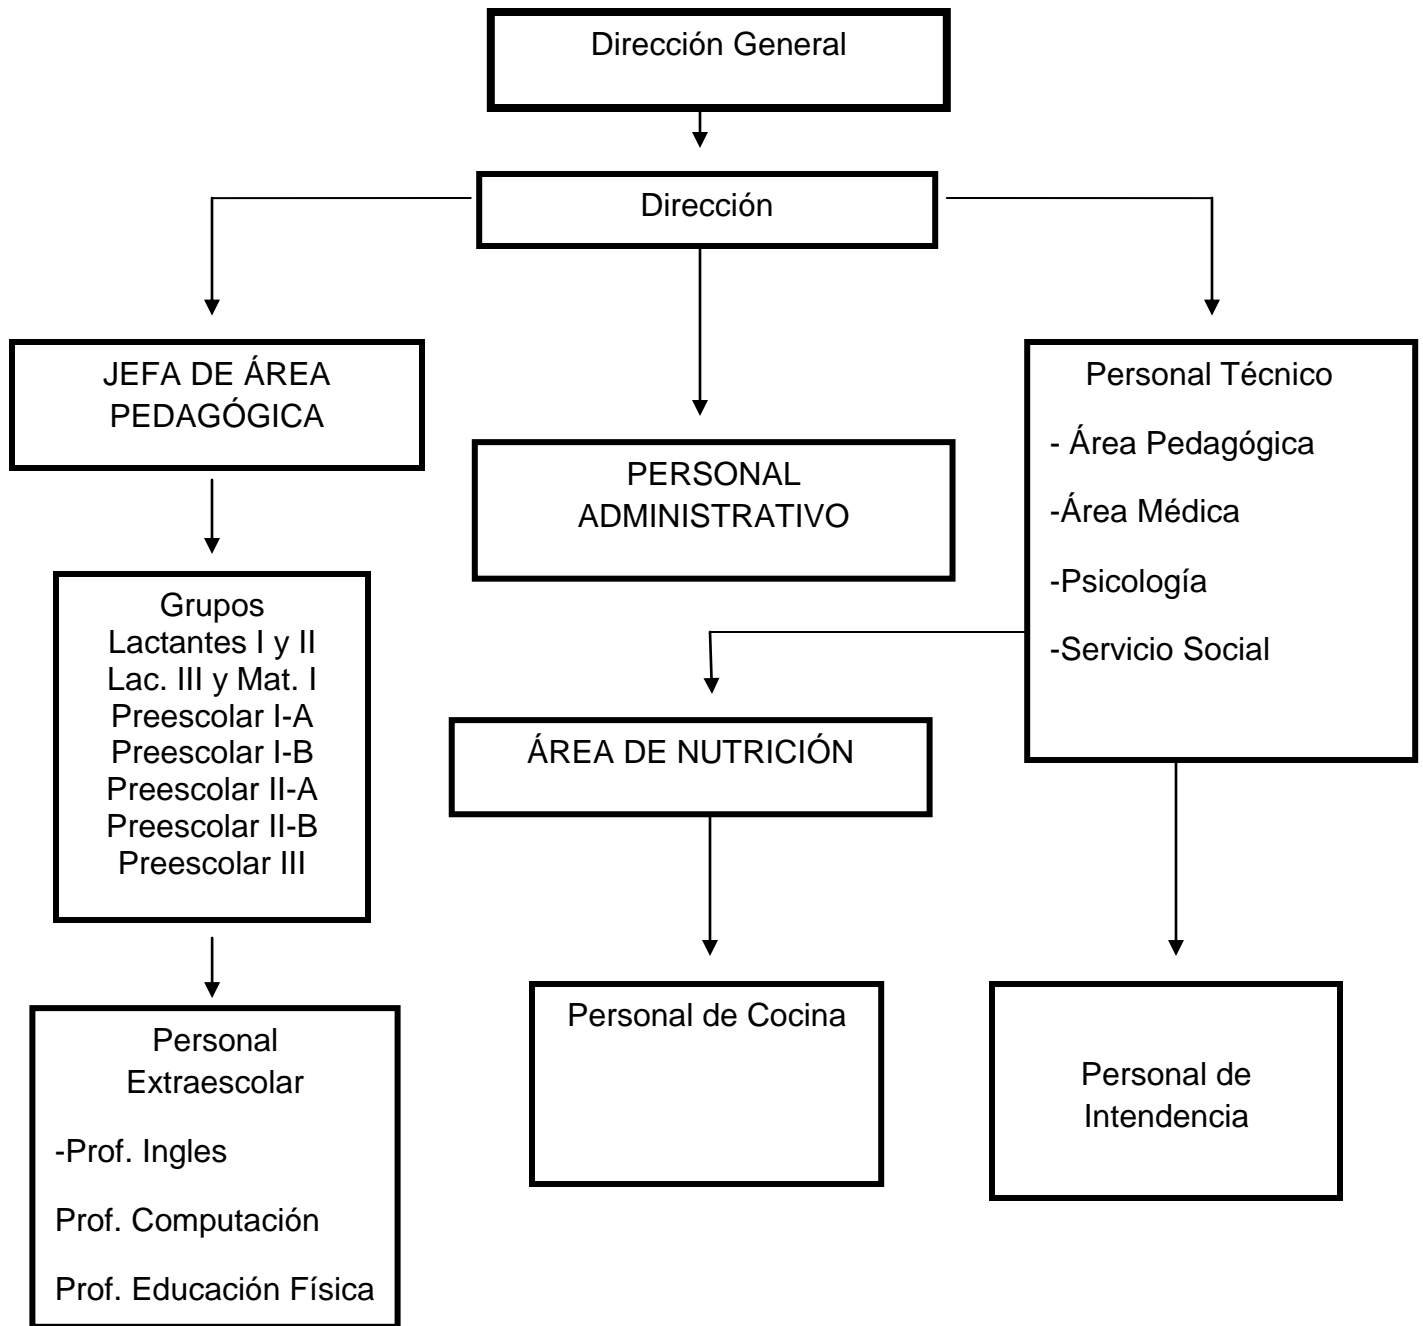 Dirección General
Dirección
JEFA DE ÁREA
PEDAGÓGICA
PERSONAL
ADMINISTRATIVO
Personal Técnico
- Área Pedagógica
-Área Médica
-Psicología
-Servicio Social
Grupos
Lactantes I y II
Lac. III y Mat. I
Preescolar I-A
Preescolar I-B
Preescolar II-A
Preescolar II-B
Preescolar III
ÁREA DE NUTRICIÓN
Personal
Extraescolar
-Prof. Ingles
Prof. Computación
Prof. Educación Física
Personal de Cocina
Personal de
Intendencia